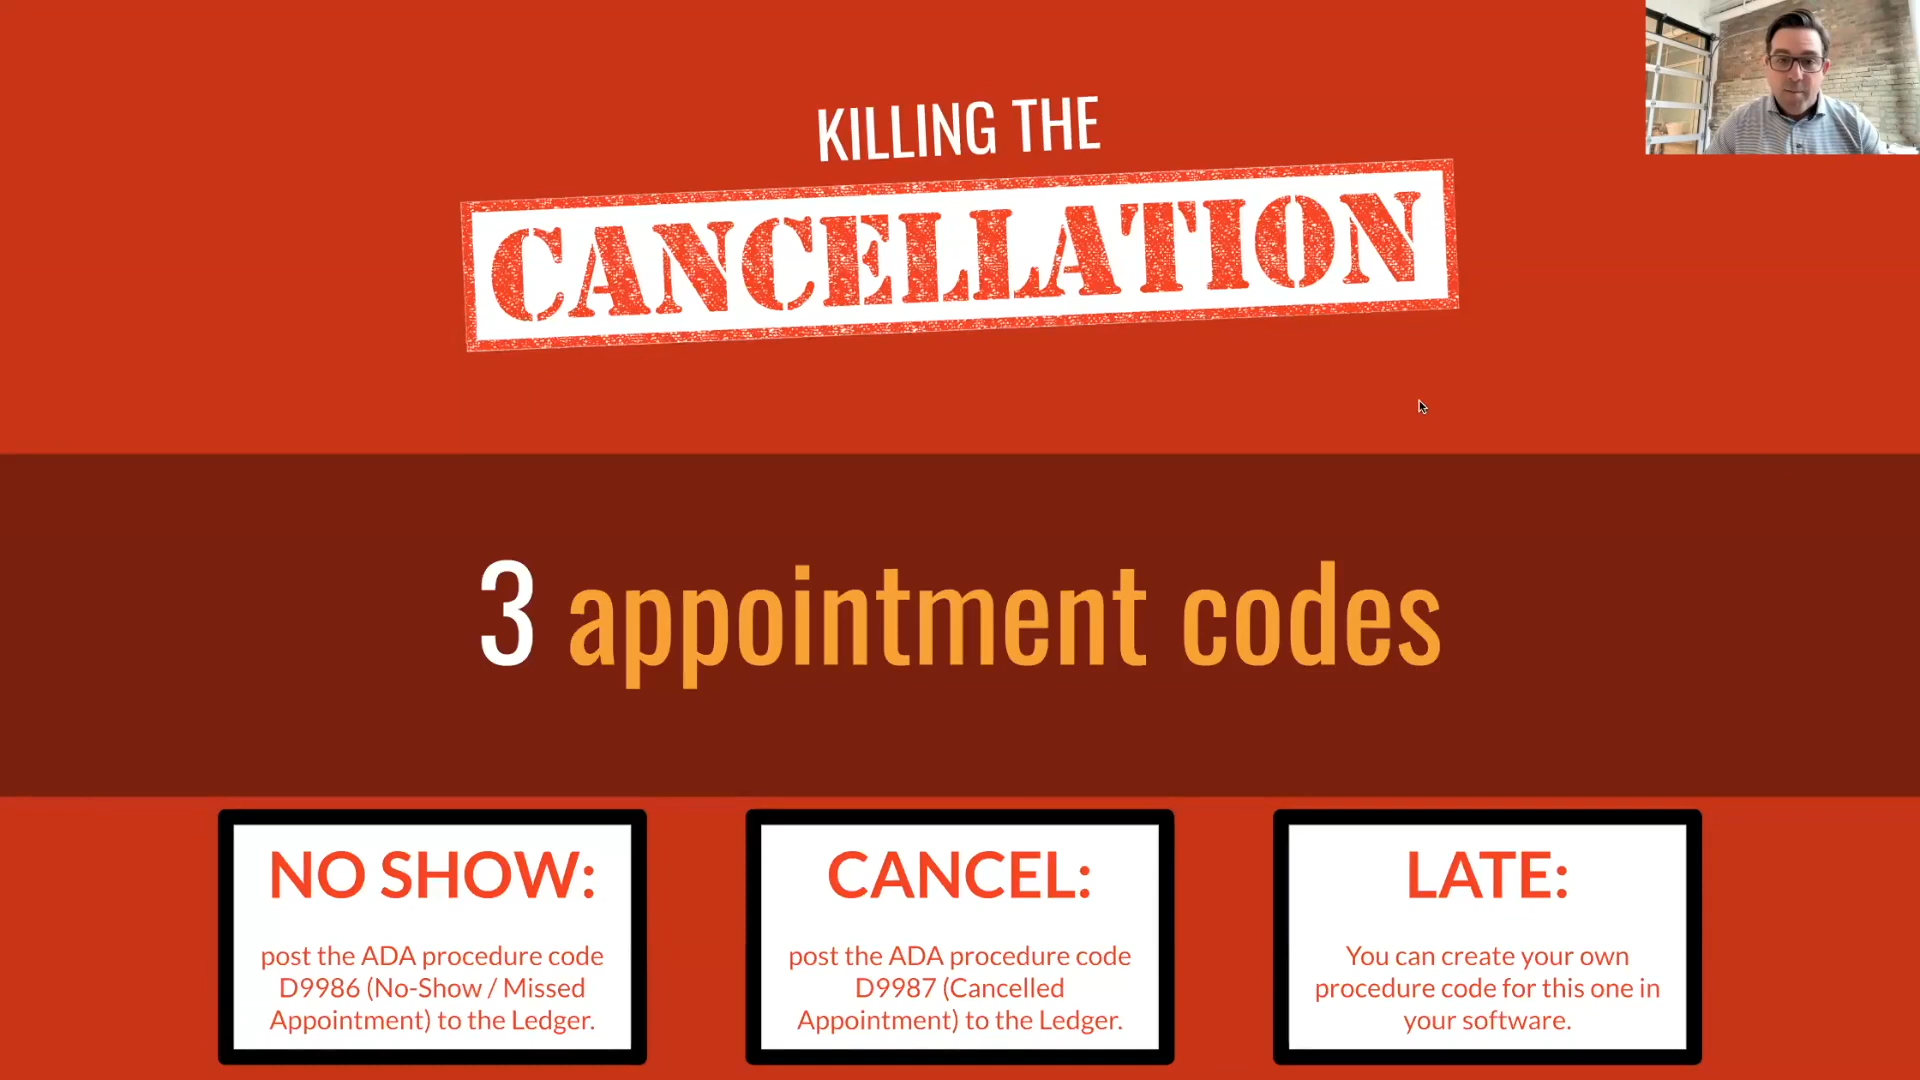 KILLING THE
CANCELLATION
3 appointment codes
NO SHOW:
post the ADA procedure code
D9986 (No-Show / Missed
Appointment) to the Ledger.
CANCEL:
post the ADA procedure code
D9987 (Cancelled
Appointment) to the Ledger.
LATE:
You can create your own
procedure code for this one in
your software.